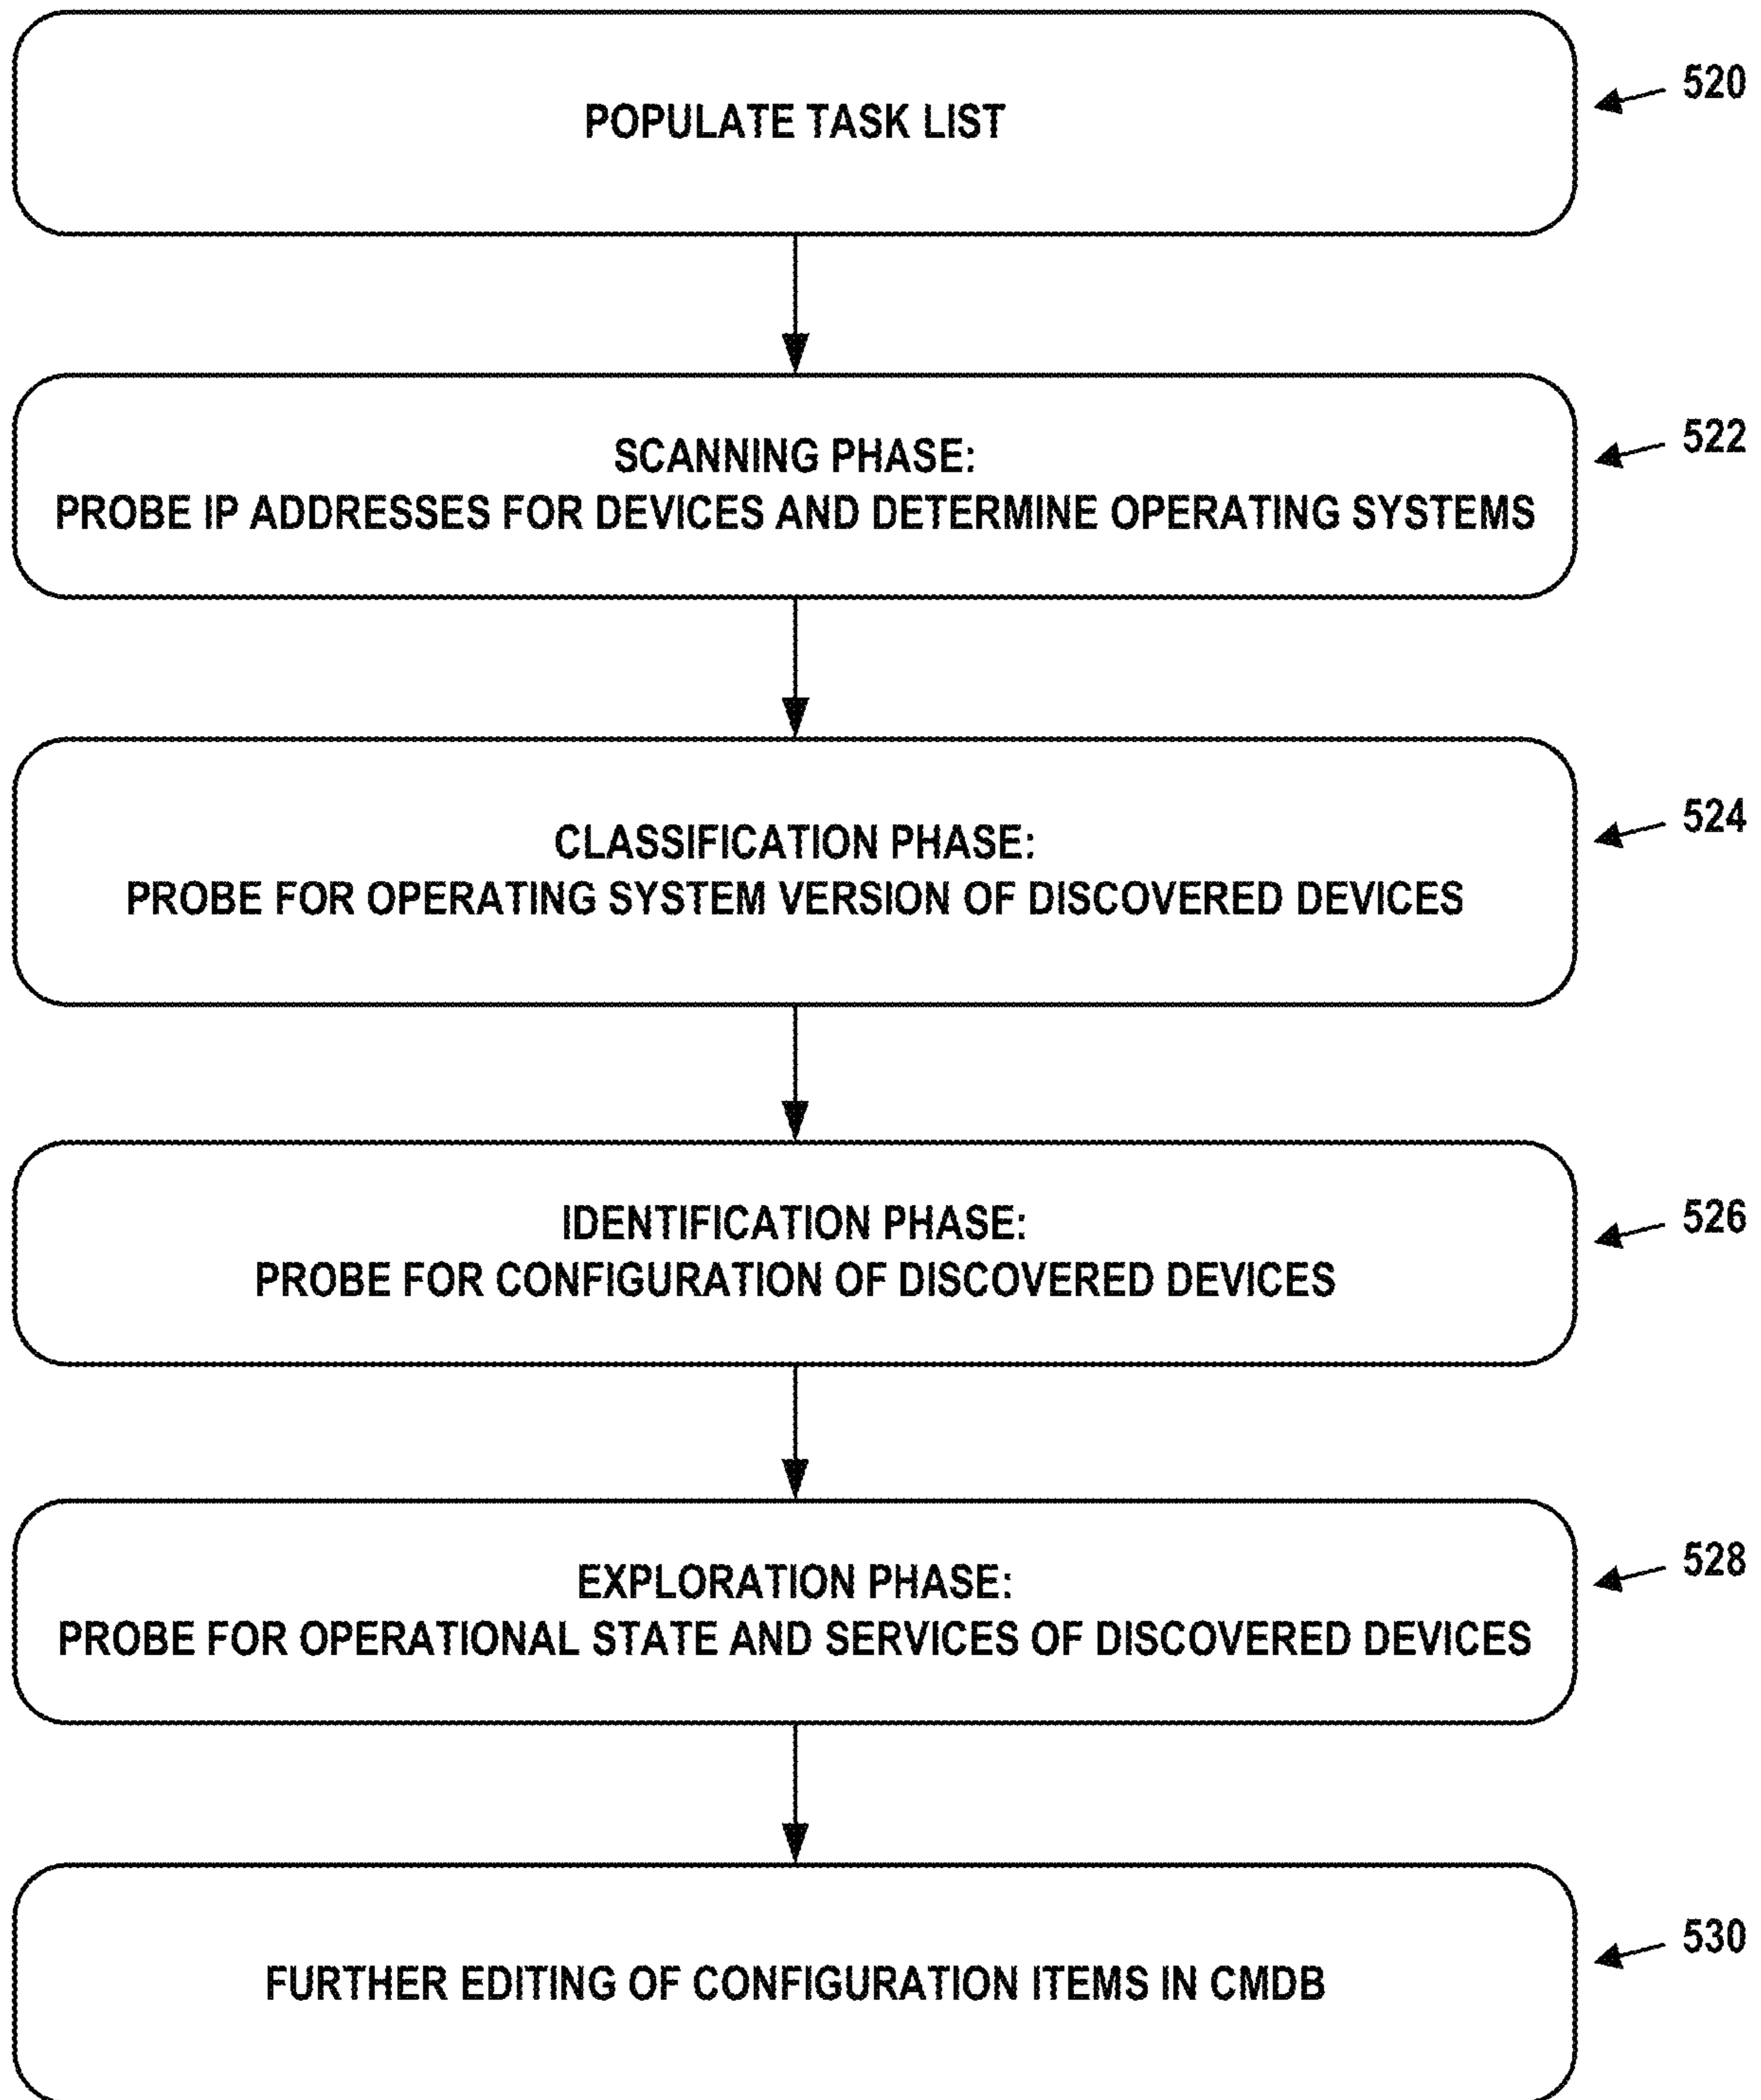 POPULATE TASK LIST
520
SCANNING PHASE:
PROBE IP ADDRESSES FOR DEVICES AND DETERMINE OPERATING SYSTEMS
522
CLASSIFICATION PHASE:
PROBE FOR OPERATING SYSTEM VERSION OF DISCOVERED DEVICES
524
IDENTIFICATION PHASE:
PROBE FOR CONFIGURATION OF DISCOVERED DEVICES
526
EXPLORATION PHASE:
PROBE FOR OPERATIONAL STATE AND SERVICES OF DISCOVERED DEVICES
528
FURTHER EDITING OF CONFIGURATION ITEMS IN CMDB
530